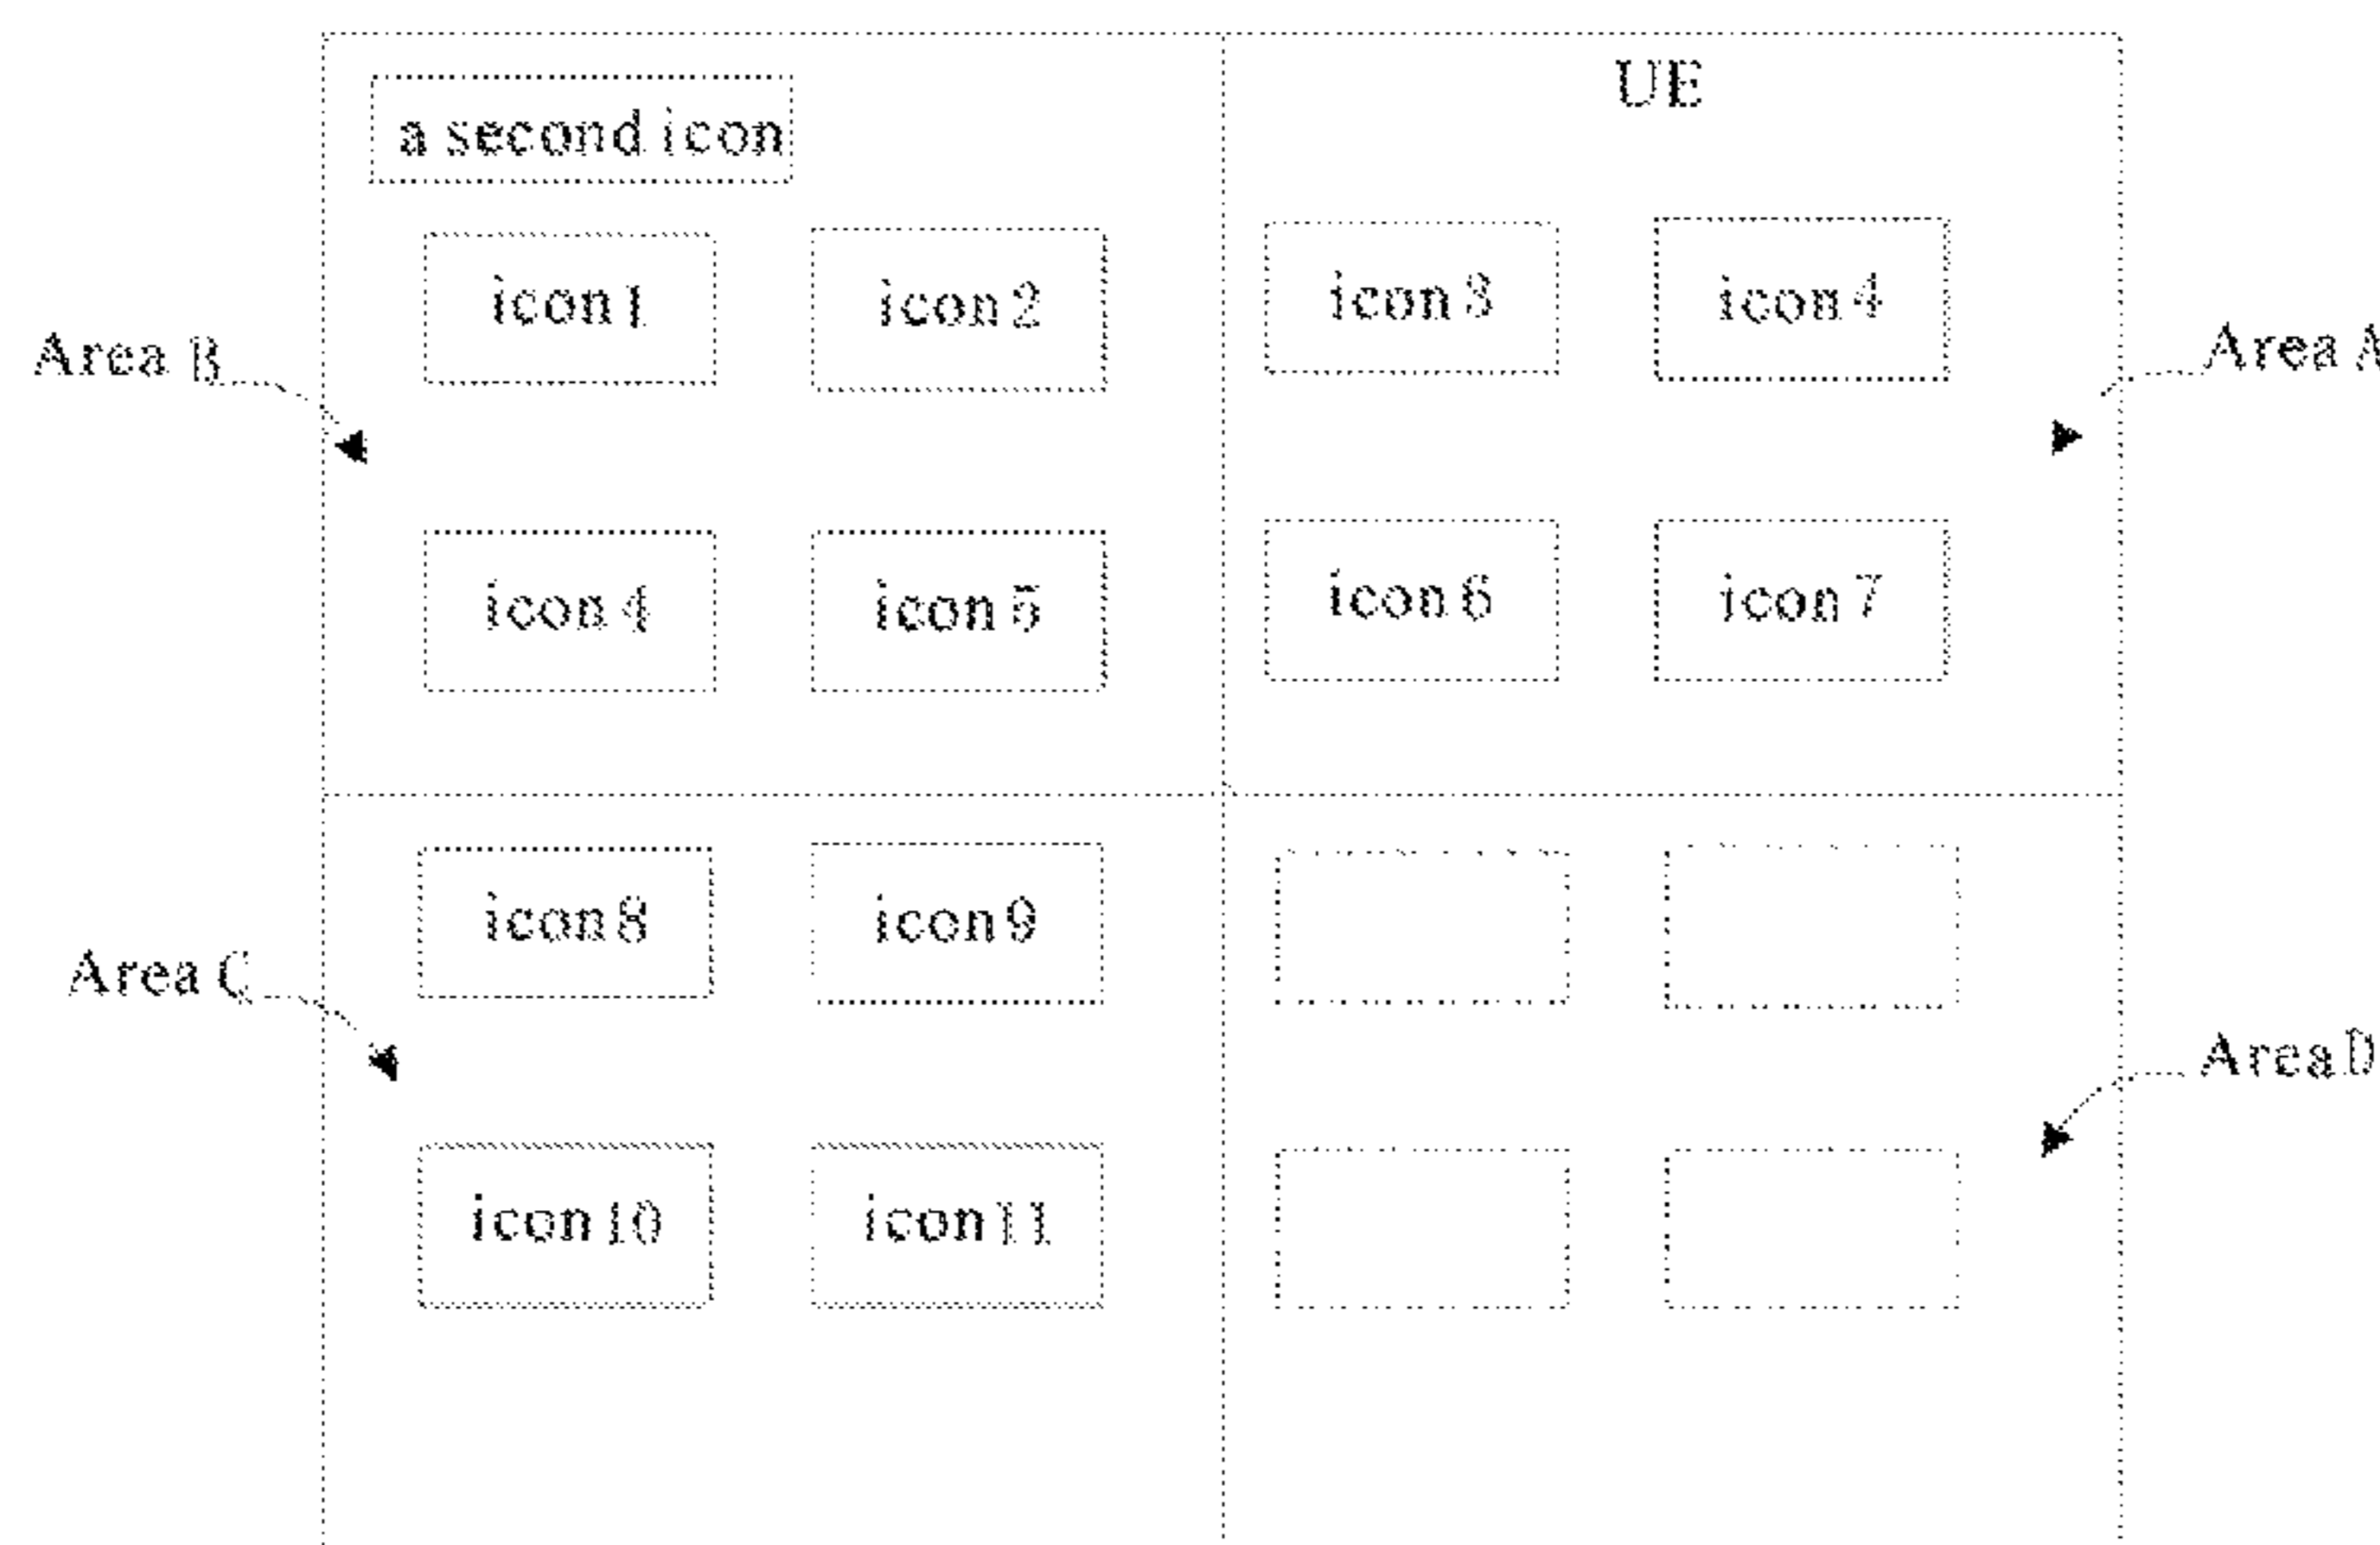 UE
a second icon
icon 1 icon 2 icon 3 icon 4
Area B Area A
icon 4 icon 5 icon 6 icon 7
icon 8 icon 9
Area C
Area D
icon 10 icon 11